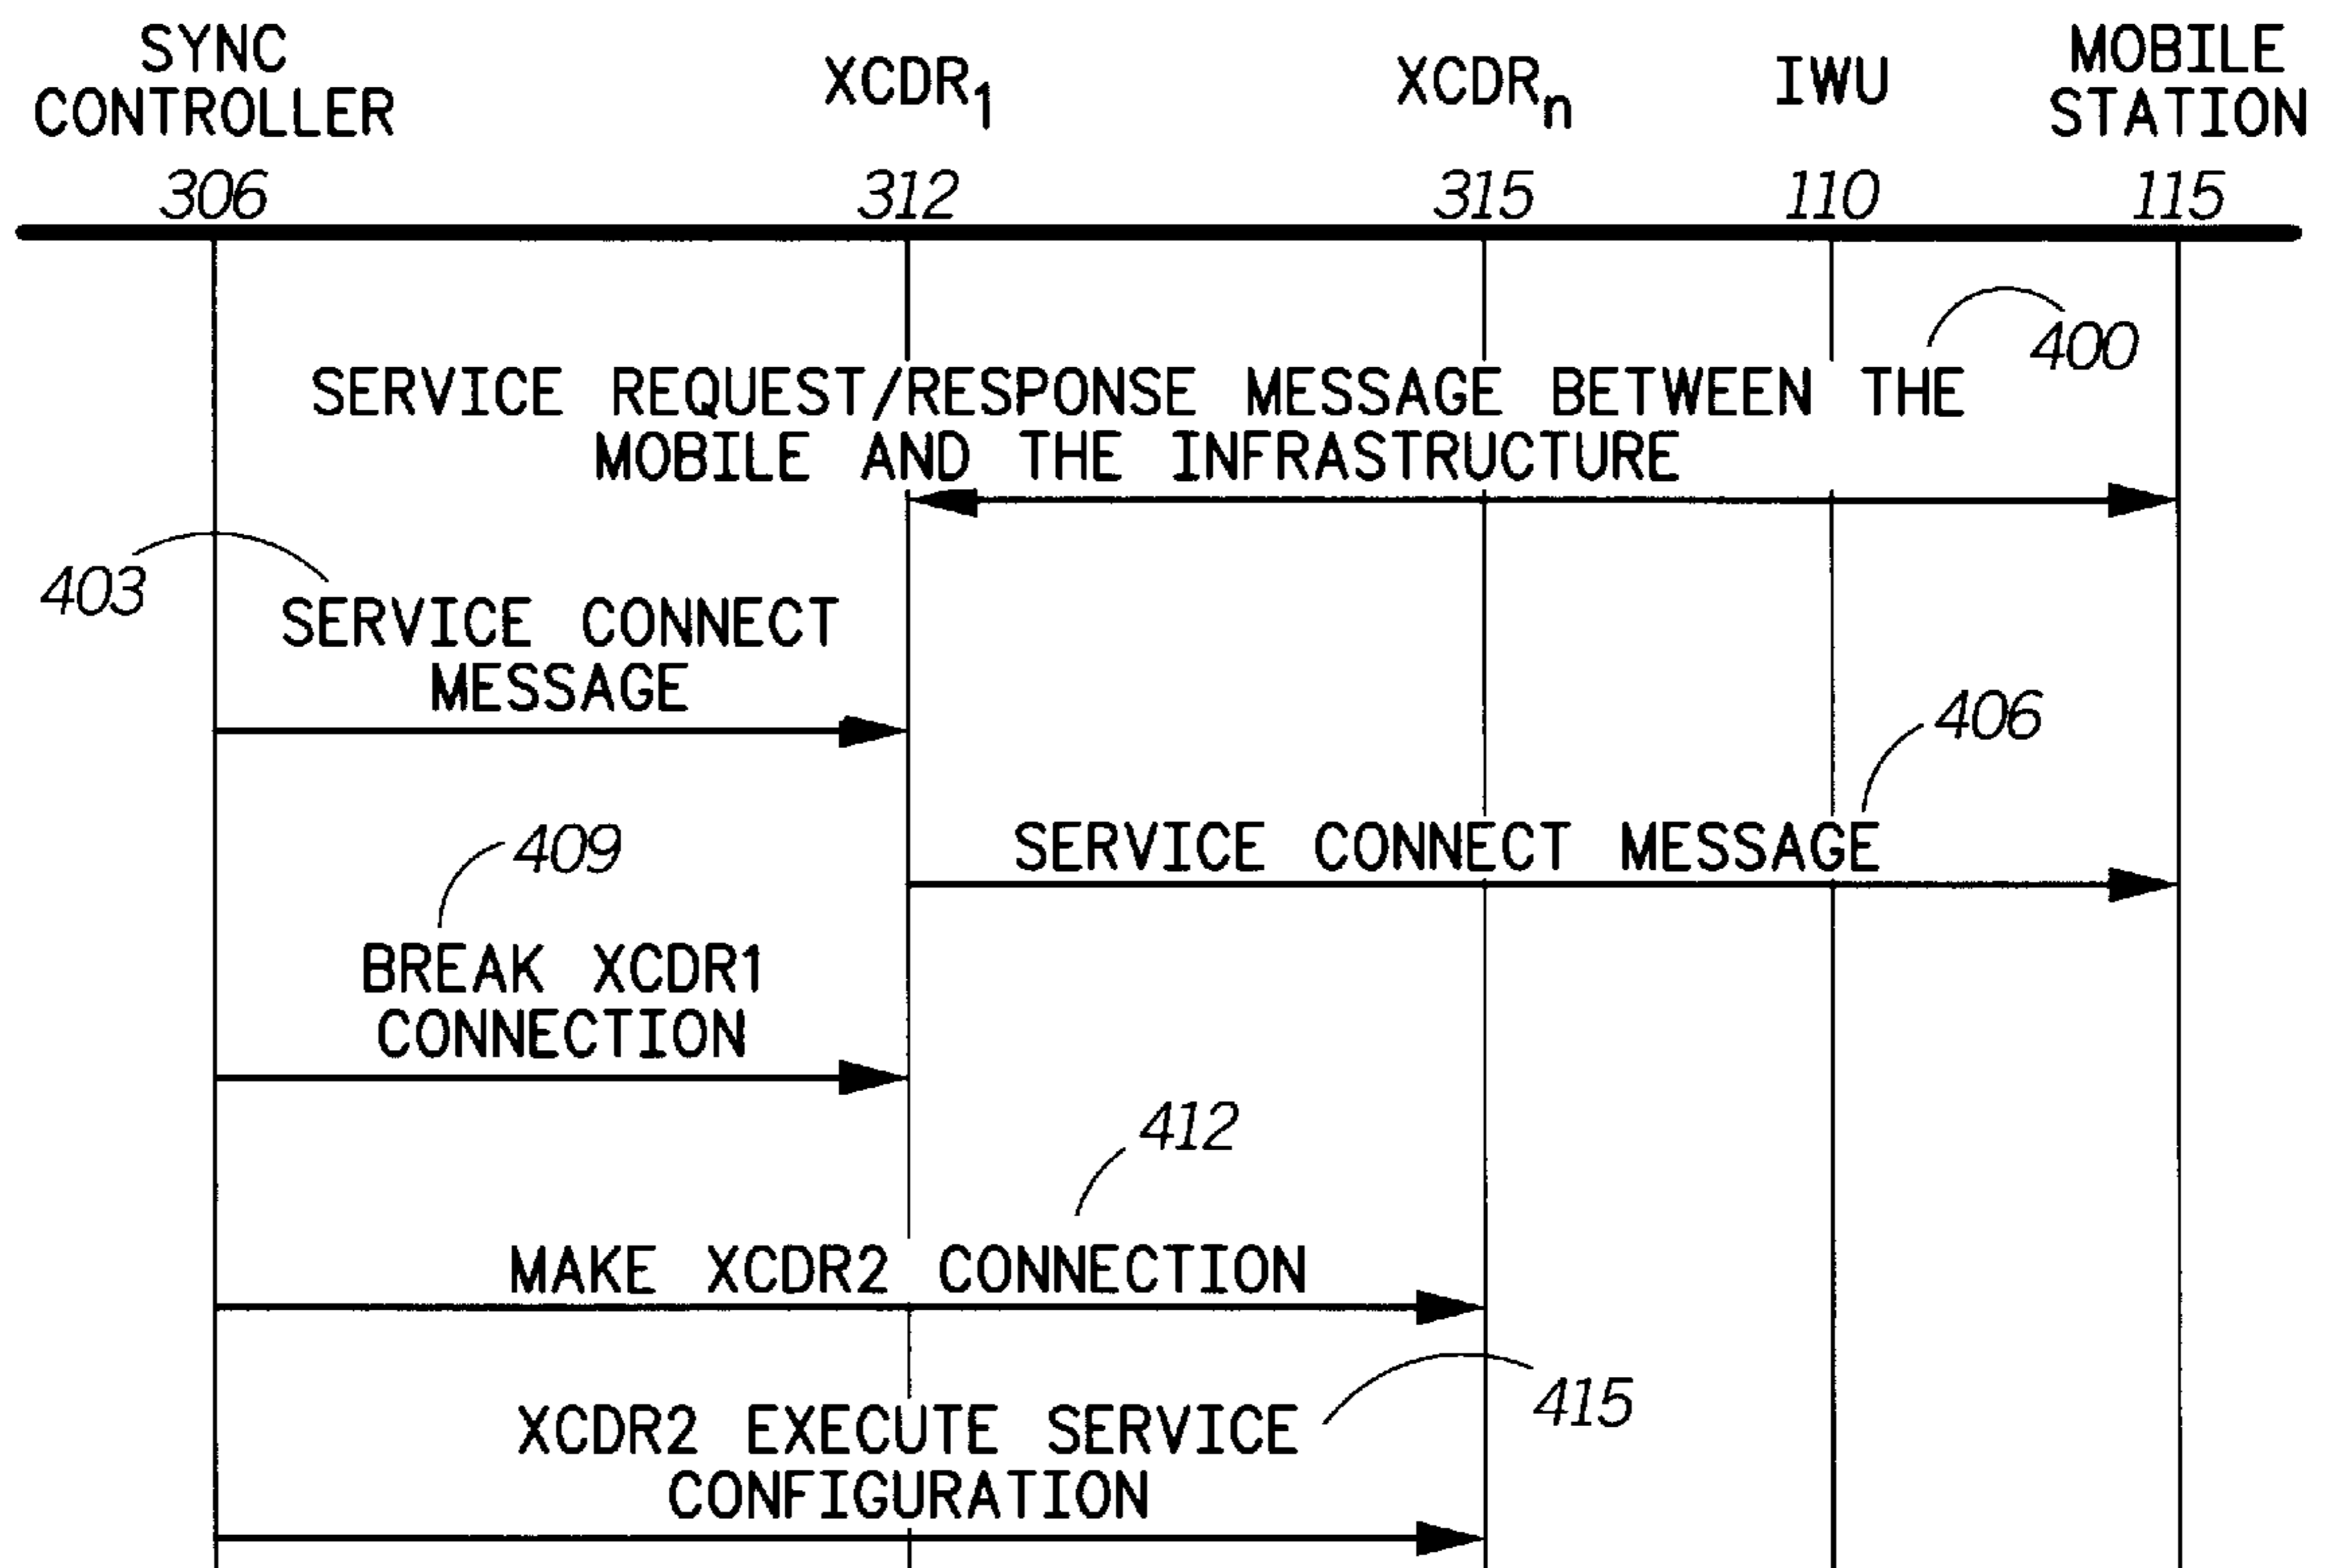 SYNC
CONTROLLER
XCDR1
XCDRn
IWU
MOBILE
STATION
306
312
315
110
115
400
SERVICE REQUEST/RESPONSE MESSAGE BETWEEN THE
MOBILE AND THE INFRASTRUCTURE
403
SERVICE CONNECT
MESSAGE
406
SERVICE CONNECT MESSAGE
409
BREAK XCDR1
CONNECTION
412
MAKE XCDR2 CONNECTION
415
XCDR2 EXECUTE SERVICE
CONFIGURATION